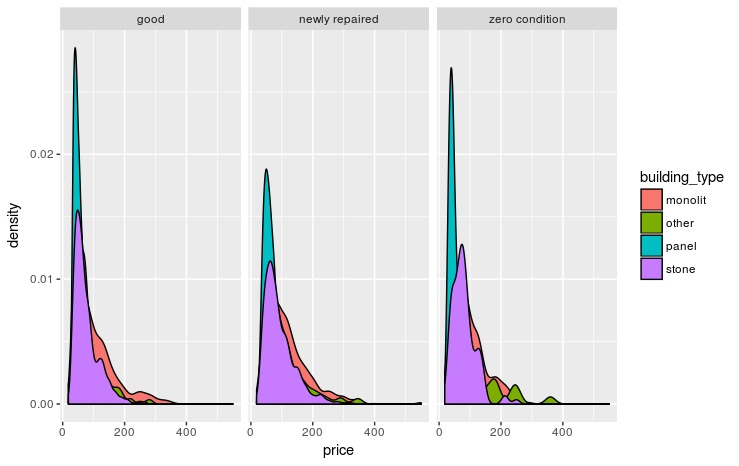 good newly repaired zero condition
0.02
0.01
0.00
density
0 200 400 0 200 400 0 200 400
price
building_type
monolit
other
panel
stone